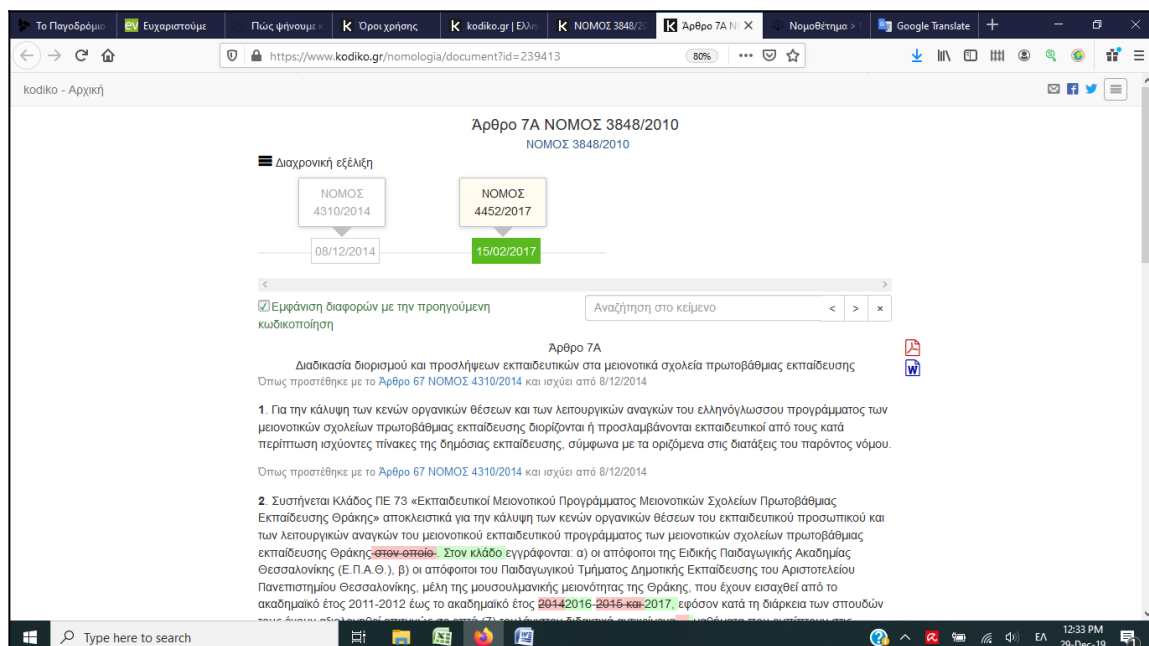 Το Παγοδρόμιο
Ευχαριστούμε
Πώς ψήνουμε κ
Όροι χρήσης
kodiko.gr | Ελλη
ΝΟΜΟΣ 3848/20
Άρθρο 7Α Ν
Νομοθέτημα >
Google Translate
https://www.kodiko.gr/nomologia/document?id=239413
80%
kodiko - Αρχική
Άρθρο 7Α ΝΟΜΟΣ 3848/2010
ΝΟΜΟΣ 3848/2010
Διαχρονική εξέλιξη
ΝΟΜΟΣ
4310/2014
ΝΟΜΟΣ
4452/2017
08/12/2014
15/02/2017
Εμφάνιση διαφορών με την προηγούμενη
κωδικοποίηση
Αναζήτηση στο κείμενο
< > ×
Άρθρο 7Α
Διαδικασία διορισμού και προσλήψεων εκπαιδευτικών στα μειονοτικά σχολεία πρωτοβάθμιας εκπαίδευσης
Όπως προστέθηκε με το Άρθρο 67 ΝΟΜΟΣ 4310/2014 και ισχύει από 8/12/2014
1. Για την κάλυψη των κενών οργανικών θέσεων και των λειτουργικών αναγκών του ελληνόγλωσσου προγράμματος των
μειονοτικών σχολείων πρωτοβάθμιας εκπαίδευσης διορίζονται ή προσλαμβάνονται εκπαιδευτικοί από τους κατά
περίπτωση ισχύοντες πίνακες της δημόσιας εκπαίδευσης, σύμφωνα με τα οριζόμενα στις διατάξεις του παρόντος νόμου.
Όπως προστέθηκε με το Άρθρο 67 ΝΟΜΟΣ 4310/2014 και ισχύει από 8/12/2014
2. Συστήνεται Κλάδος ΠΕ 73 «Εκπαιδευτικοί Μειονοτικού Προγράμματος Μειονοτικών Σχολείων Πρωτοβάθμιας
Εκπαίδευσης Θράκης» αποκλειστικά για την κάλυψη των κενών οργανικών θέσεων του εκπαιδευτικού προσωπικού και
των λειτουργικών αναγκών του μειονοτικού εκπαιδευτικού προγράμματος των μειονοτικών σχολείων πρωτοβάθμιας
εκπαίδευσης Θράκης στον οποίο . Στον κλάδο εγγράφονται: α) οι απόφοιτοι της Ειδικής Παιδαγωγικής Ακαδημίας
Θεσσαλονίκης (Ε.Π.Α.Θ.), β) οι απόφοιτοι του Παιδαγωγικού Τμήματος Δημοτικής Εκπαίδευσης του Αριστοτελείου
Πανεπιστημίου Θεσσαλονίκης, μέλη της μουσουλμανικής μειονότητας της Θράκης, που έχουν εισαχθεί από το
ακαδημαϊκό έτος 2011-2012 έως το ακαδημαϊκό έτος 20142016-2015 και 2017, εφόσον κατά τη διάρκεια των σπουδών
Type here to search
ΕΛ
12:33 PM
29-Dec-19